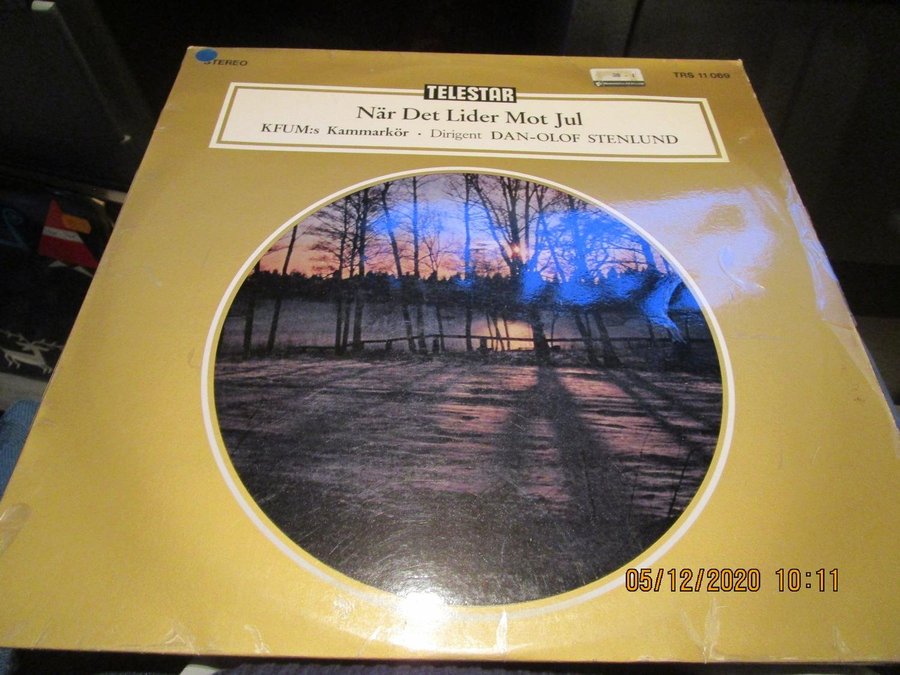 STEREO
TRS 11 069
TELESTAR
När Det Lider Mot Jul
KFUM:s Kammarkör · Dirigent DAN-OLOF STENLUND
05/12/2020 10:11